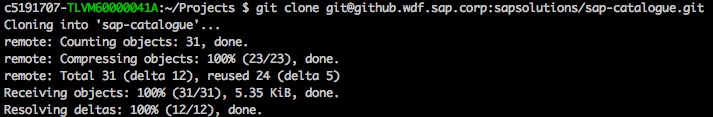 c5191707-TLVM60000041A:~/Projects $ git clone git@github.wdf.sap.corp:sapsolutions/sap-catalogue.git
Cloning into 'sap-catalogue'...
remote: Counting objects: 31, done.
remote: Compressing objects: 100% (23/23), done.
remote: Total 31 (delta 12), reused 24 (delta 5)
Receiving objects: 100% (31/31), 5.35 KiB, done.
Resolving deltas: 100% (12/12), done.